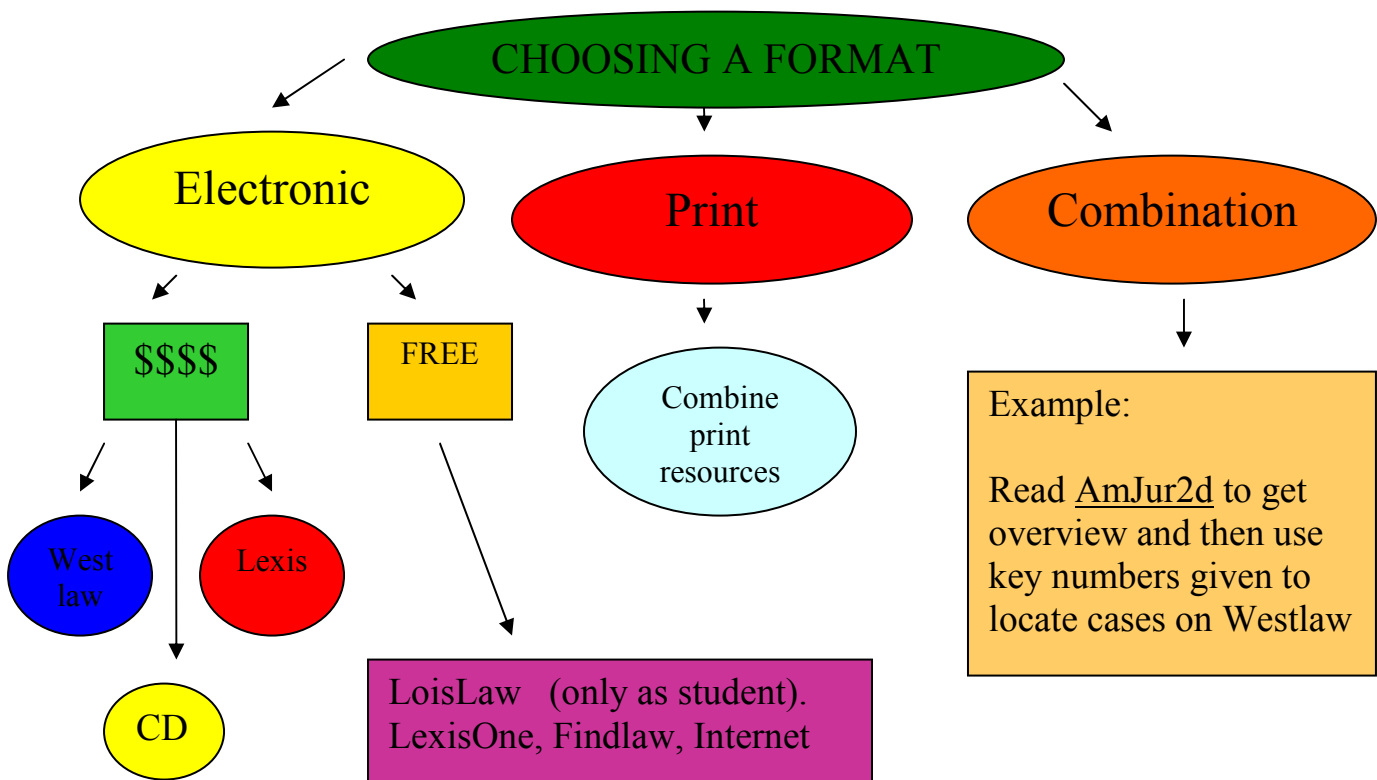 CHOOSING A FORMAT
Electronic
Print
Combination
$$$$
FREE
Combine
print
resources
Example:
Read AmJur2d to get
overview and then use
key numbers given to
locate cases on Westlaw
West
law
Lexis
CD
LoisLaw (only as student).
LexisOne, Findlaw, Internet